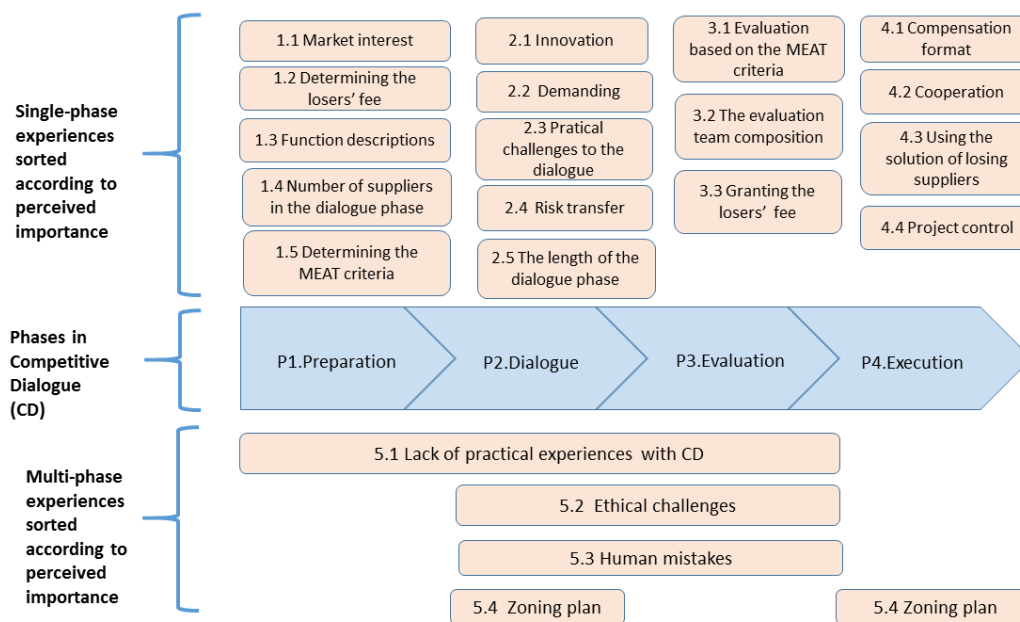 Single-phase
experiences
sorted
according to
perceived
importance
1.1 Market interest
1.2 Determining the
losers' fee
1.3 Function descriptions
1.4 Number of suppliers
in the dialogue phase
1.5 Determining the
MEAT criteria
2.1 Innovation
2.2 Demanding
2.3 Pratical
challenges to the
dialogue
2.4 Risk transfer
2.5 The length of the
dialogue phase
3.1 Evaluation
based on the MEAT
criteria
3.2 The evaluation
team composition
3.3 Granting the
losers' fee
4.1 Compensation
format
4.2 Cooperation
4.3 Using the
solution of losing
suppliers
4.4 Project control
Phases in
Competitive
Dialogue
(CD)
P1.Preparation
P2.Dialogue
P3.Evaluation
P4.Execution
Multi-phase
experiences
sorted
according to
perceived
importance
5.1 Lack of practical experiences with CD
5.2 Ethical challenges
5.3 Human mistakes
5.4 Zoning plan
5.4 Zoning plan